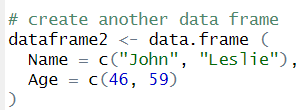 # create another data frame
dataframe2 <- data.frame (
  Name = c("John", "Leslie"),
  Age = c(46, 59)
)